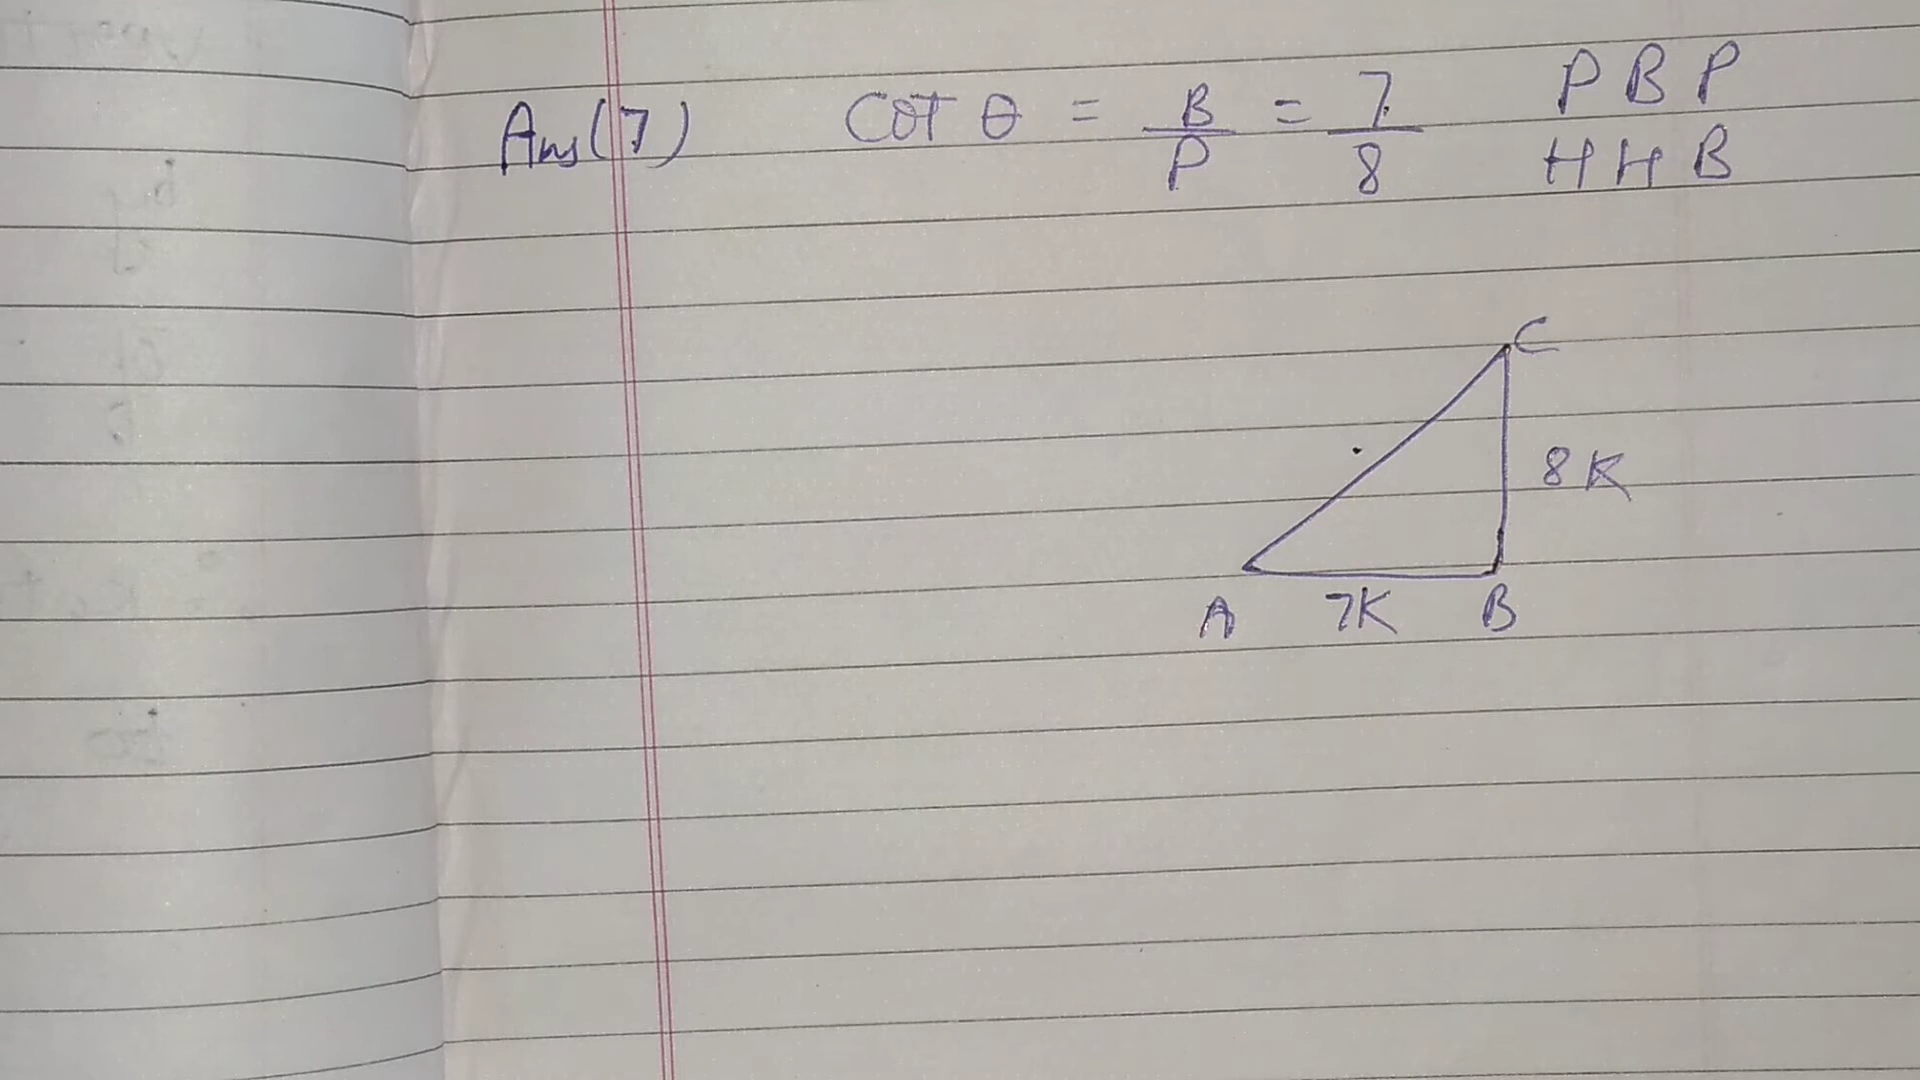 Ans(7) COT θ = B/P = 7/8 P B P
H H B
C
8K
A 7K B